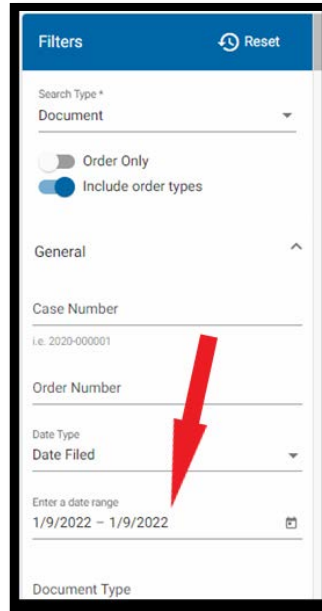 Filters Reset
Search Type *
Document
Order Only
Include order types
General
Case Number
i.e. 2020-000001
Order Number
Date Type
Date Filed
Enter a date range
1/9/2022 – 1/9/2022
Document Type